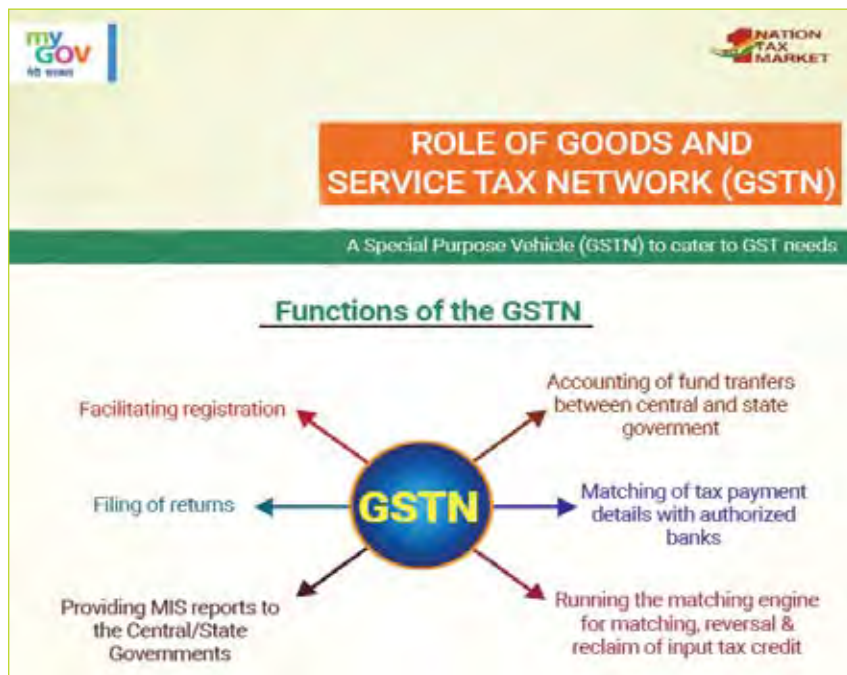 my
GOV
मेरी सरकार
NATION
TAX
MARKET
ROLE OF GOODS AND
SERVICE TAX NETWORK (GSTN)
A Special Purpose Vehicle (GSTN) to cater to GST needs
Functions of the GSTN
Facilitating registration
Filing of returns
Providing MIS reports to
the Central/State
Governments
GSTN
Accounting of fund tranfers
between central and state
goverment
Matching of tax payment
details with authorized
banks
Running the matching engine
for matching, reversal &
reclaim of input tax credit